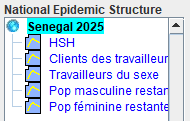 National Epidemic Structure
Senegal 2025
HSH
Clients des travailleur
Travailleurs du sexe
Pop masculine restan
Pop féminine restante